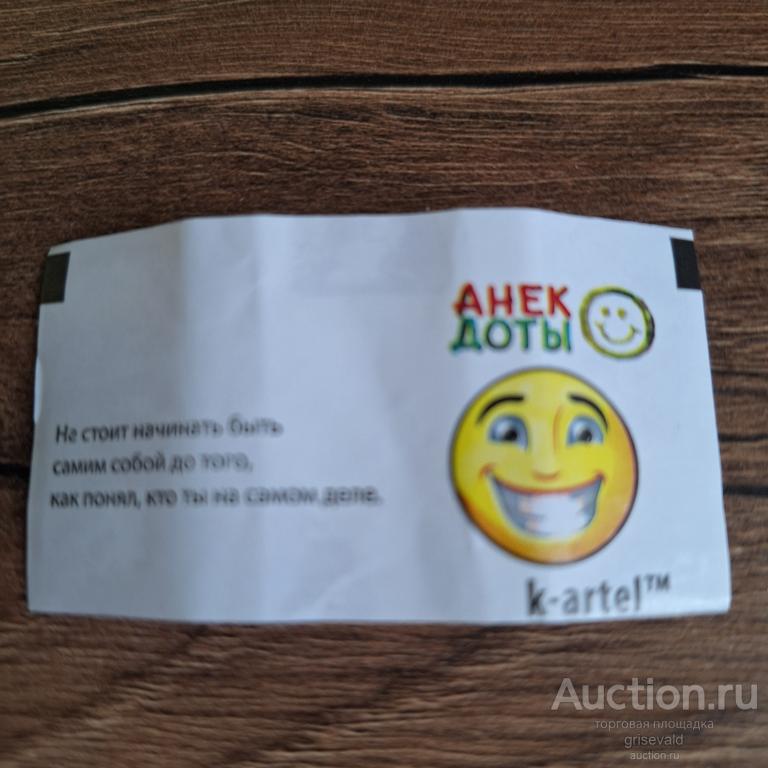 АНЕК
ДОТЫ
Не стоит начинать быть
самим собой до того,
как понял, кто ты на самом деле.
k-artel™
Auction.ru
торговая площадка
grisevald
auction.ru